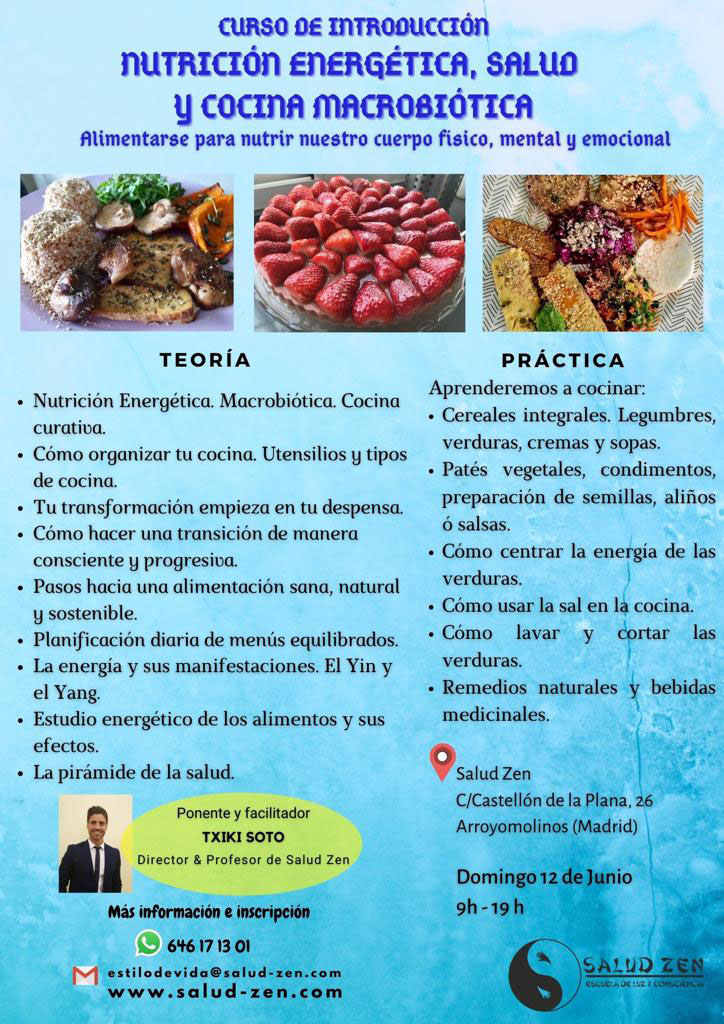 CURSO DE INTRODUCCIÓN
NUTRICIÓN ENERGÉTICA, SALUD
Y COCINA MACROBIÓTICA
Alimentarse para nutrir nuestro cuerpo físico, mental y emocional
TEORÍA
• Nutrición Energética. Macrobiótica. Cocina
curativa.
• Cómo organizar tu cocina. Utensilios y tipos
de cocina.
• Tu transformación empieza en tu despensa.
• Cómo hacer una transición de manera
consciente y progresiva.
• Pasos hacia una alimentación sana, natural
y sostenible.
• Planificación diaria de menús equilibrados.
• La energía y sus manifestaciones. El Yin y
el Yang.
• Estudio energético de los alimentos y sus
efectos.
• La pirámide de la salud.
PRÁCTICA
Aprenderemos a cocinar:
• Cereales integrales. Legumbres,
verduras, cremas y sopas.
• Patés vegetales, condimentos,
preparación de semillas, aliños
ó salsas.
• Cómo centrar la energía de las
verduras.
• Cómo usar la sal en la cocina.
• Cómo lavar y cortar las
verduras.
• Remedios naturales y bebidas
medicinales.
Salud Zen
C/Castellón de la Plana, 26
Arroyomolinos (Madrid)
Domingo 12 de Junio
9h - 19 h
Ponente y facilitador
TXIKI SOTO
Director & Profesor de Salud Zen
Más información e inscripción
646 17 13 01
estilodevida@salud-zen.com
www.salud-zen.com
SALUD ZEN
ESCUELA DE LUZ Y CONSCIENCIA